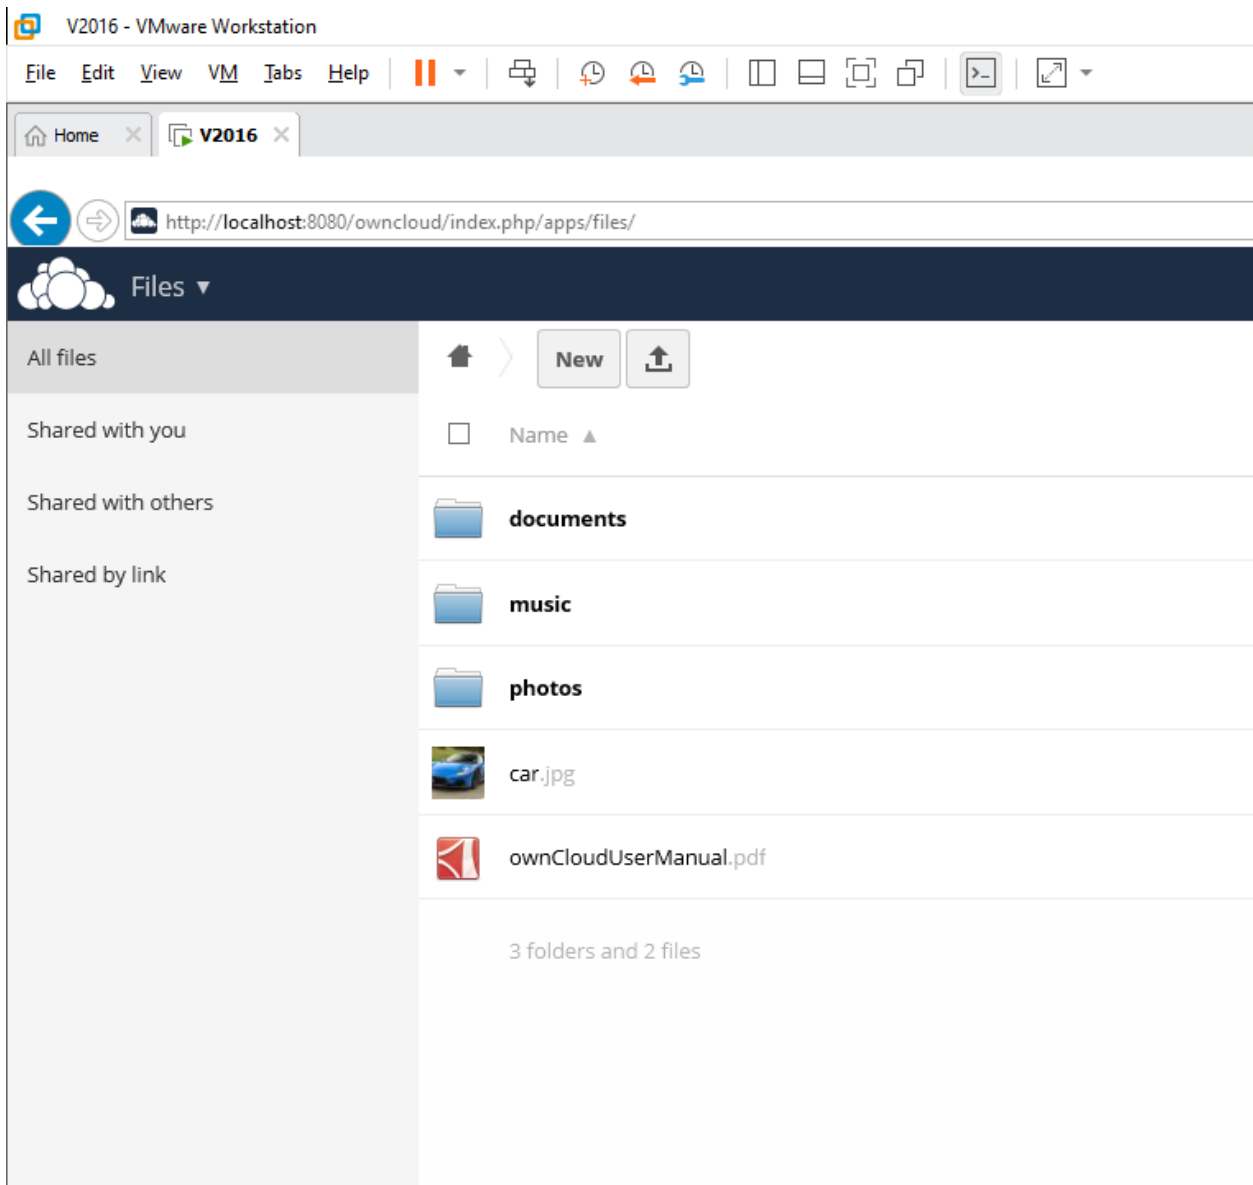 V2016 - VMware Workstation
File Edit View VM Tabs Help
Home V2016
http://localhost:8080/owncloud/index.php/apps/files/
Files ▼
All files
New
Shared with you
Name ▲
Shared with others
documents
Shared by link
music
photos
car.jpg
ownCloudUserManual.pdf
3 folders and 2 files